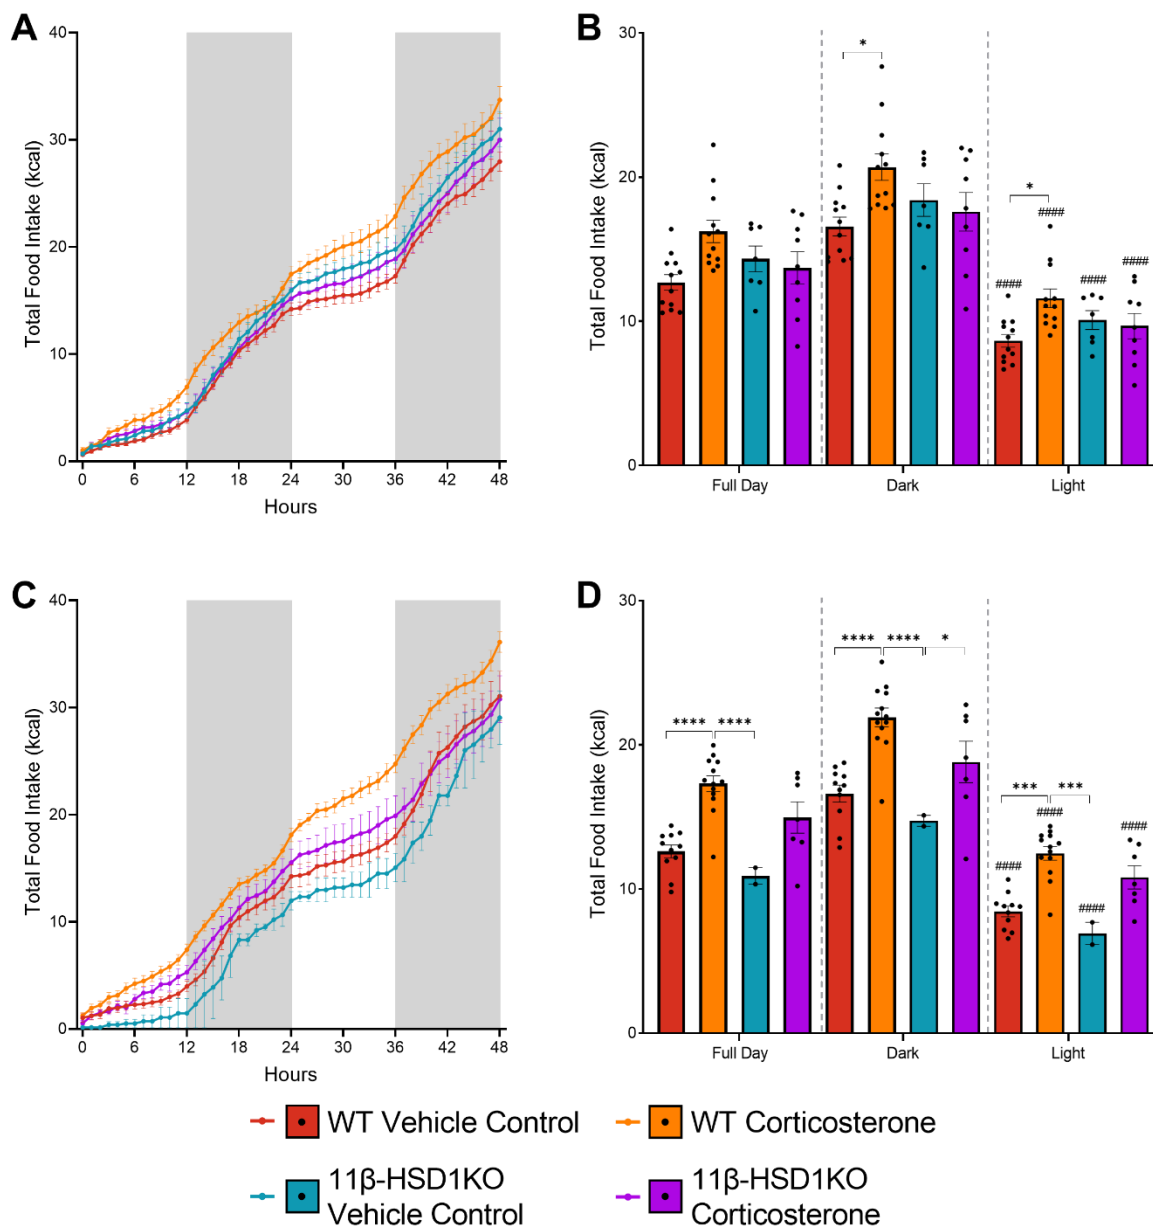 A
B
40
30
20
10
0
Total Food Intake (kcal)
0 6 12 18 24 30 36 42 48
Hours
30
20
10
0
Total Food Intake (kcal)
*
*
####
####
####
####
Full Day Dark Light
C
D
40
30
20
10
0
Total Food Intake (kcal)
0 6 12 18 24 30 36 42 48
Hours
30
20
10
0
Total Food Intake (kcal)
**** ****
**** **** *
*** ***
####
####
####
####
Full Day Dark Light
WT Vehicle Control
WT Corticosterone
11β-HSD1KO
Vehicle Control
11β-HSD1KO
Corticosterone